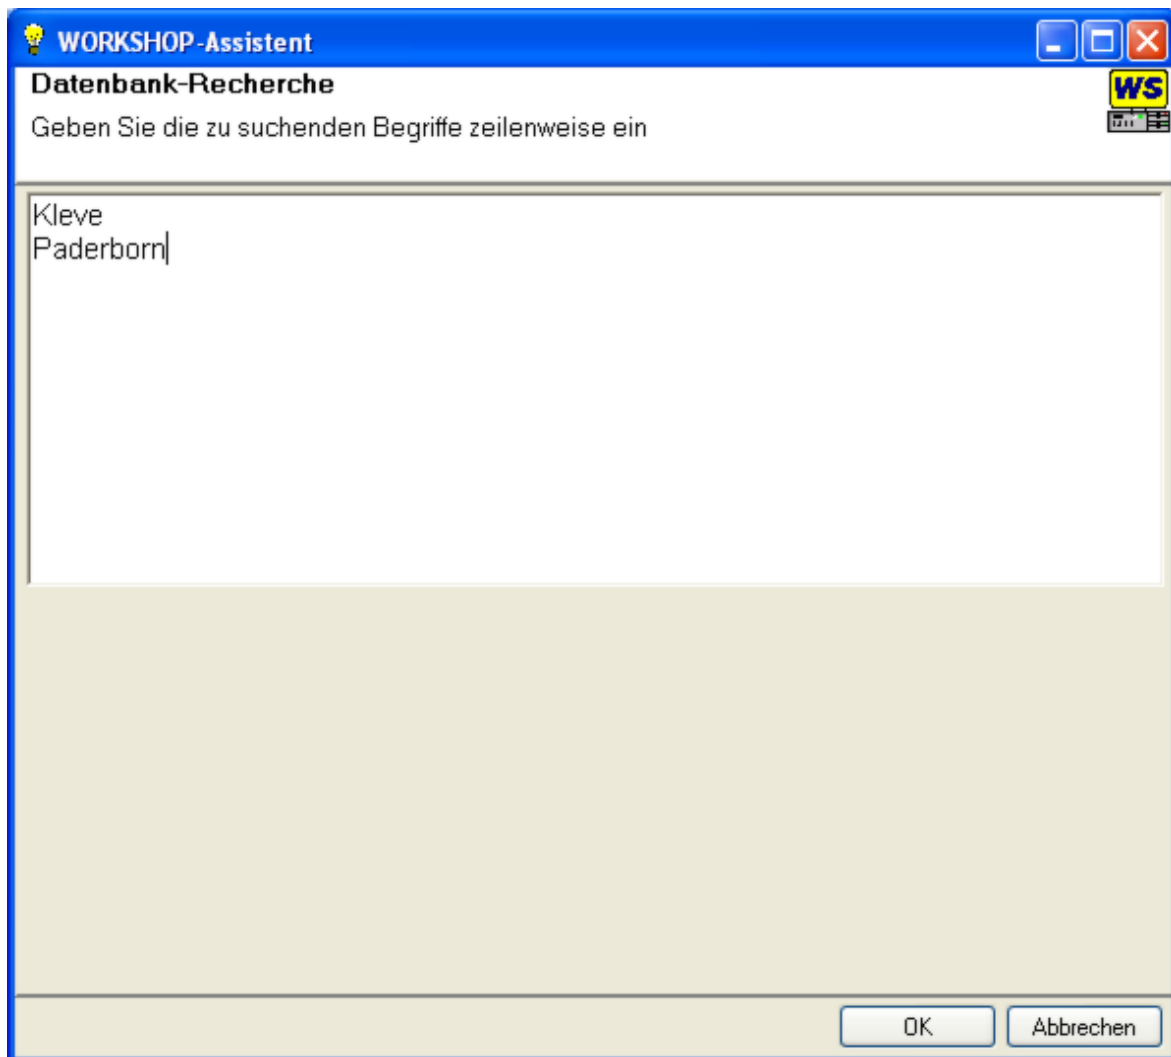 WORKSHOP-Assistent
Datenbank-Recherche
WS
Geben Sie die zu suchenden Begriffe zeilenweise ein
Kleve
Paderborn
OK
Abbrechen